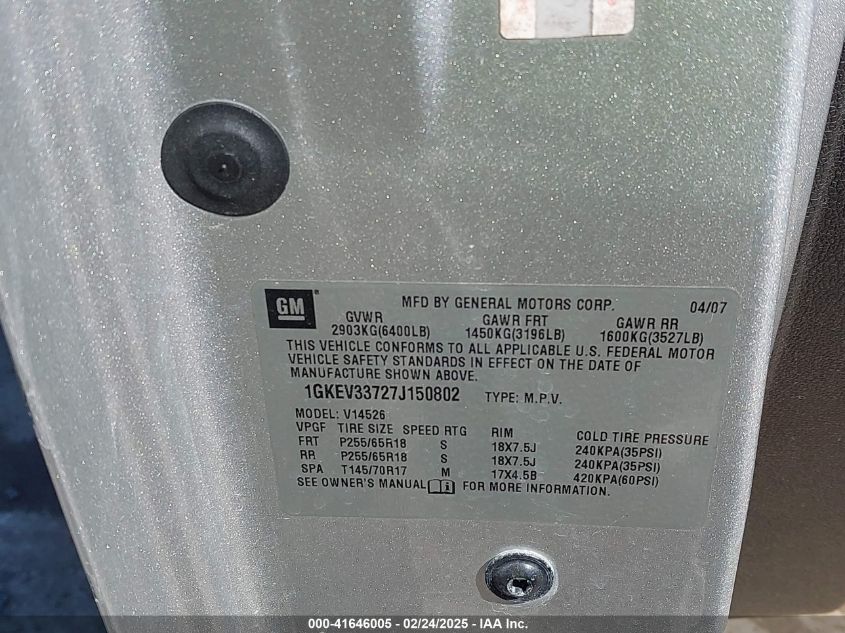 GM
MFD BY GENERAL MOTORS CORP. 04/07
GVWR GAWR FRT GAWR RR
2903KG(6400LB) 1450KG(3196LB) 1600KG(3527LB)
THIS VEHICLE CONFORMS TO ALL APPLICABLE U.S. FEDERAL MOTOR
VEHICLE SAFETY STANDARDS IN EFFECT ON THE DATE OF
MANUFACTURE SHOWN ABOVE.
1GKEV33727J150802 TYPE: M.P.V.
MODEL: V14526
VPGF TIRE SIZE SPEED RTG RIM COLD TIRE PRESSURE
FRT P255/65R18 S 18X7.5J 240KPA(35PSI)
RR P255/65R18 S 18X7.5J 240KPA(35PSI)
SPA T145/70R17 M 17X4.5B 420KPA(60PSI)
SEE OWNER'S MANUAL FOR MORE INFORMATION.
000-41646005 - 02/24/2025 - IAA Inc.